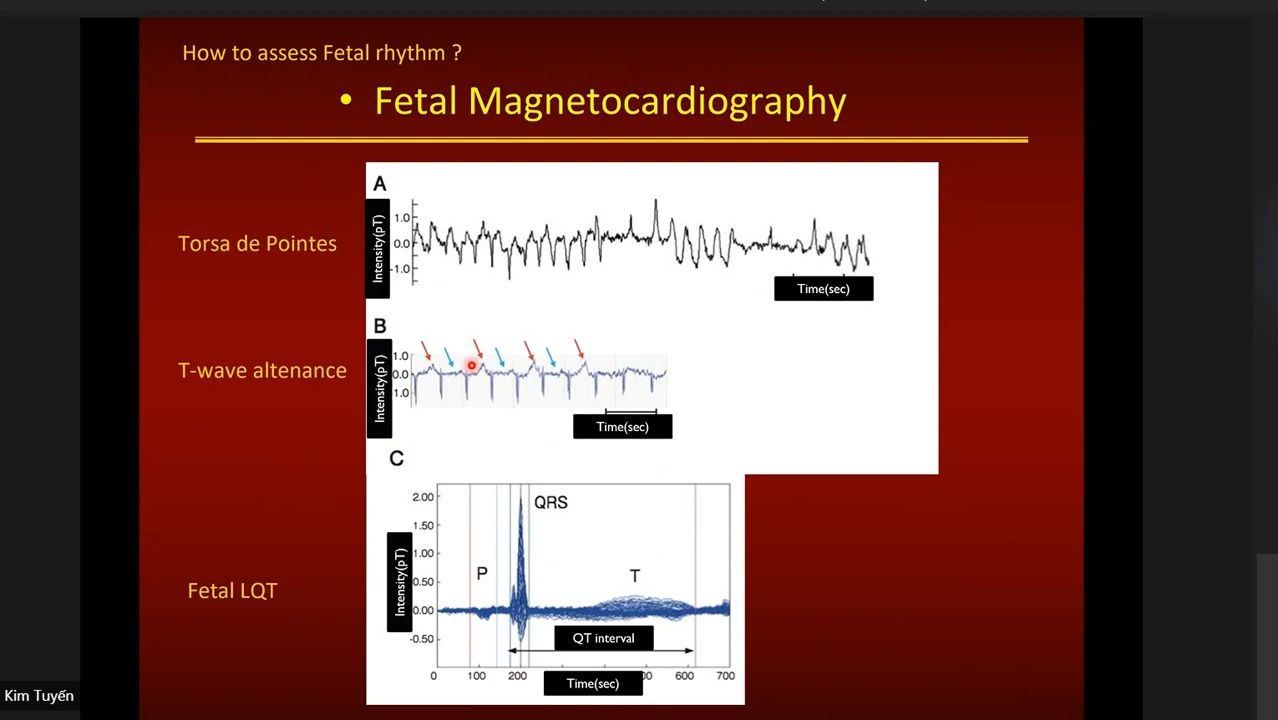 How to assess Fetal rhythm ?
• Fetal Magnetocardiography
A
Torsa de Pointes
Intensity(pT)
1.0
0.0
-1.0
Time(sec)
B
T-wave altenance
Intensity(pT)
1.0
0.0
1.0
Time(sec)
C
Fetal LQT
Intensity(pT)
2.00
1.50
1.00
0.50
0.00
-0.50
QRS
P
T
QT interval
0 100 200 600 700
Time(sec)
Kim Tuyến